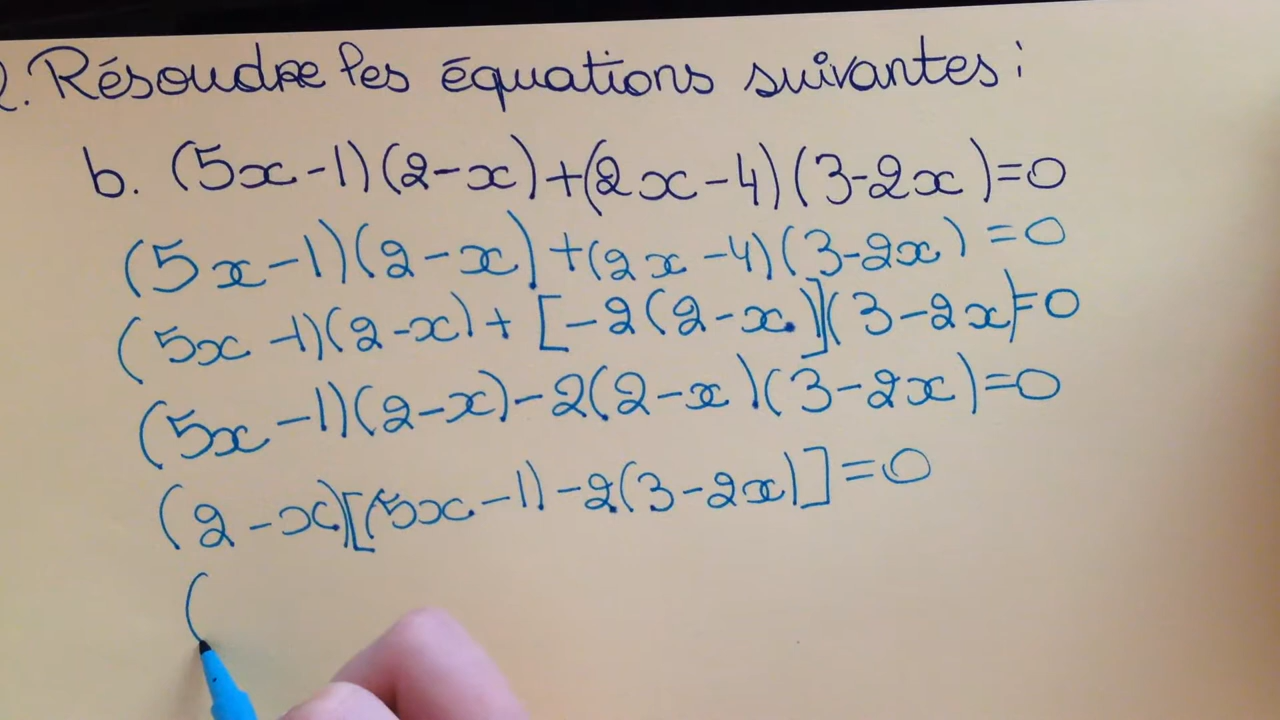 2. Résoudre les équations suivantes :
b. (5x-1)(2-x)+(2x-4)(3-2x)=0
(5x-1)(2-x)+(2x-4)(3-2x)=0
(5x-1)(2-x)+[-2(2-x)](3-2x)=0
(5x-1)(2-x)-2(2-x)(3-2x)=0
(2-x)[(5x-1)-2(3-2x)]=0
(